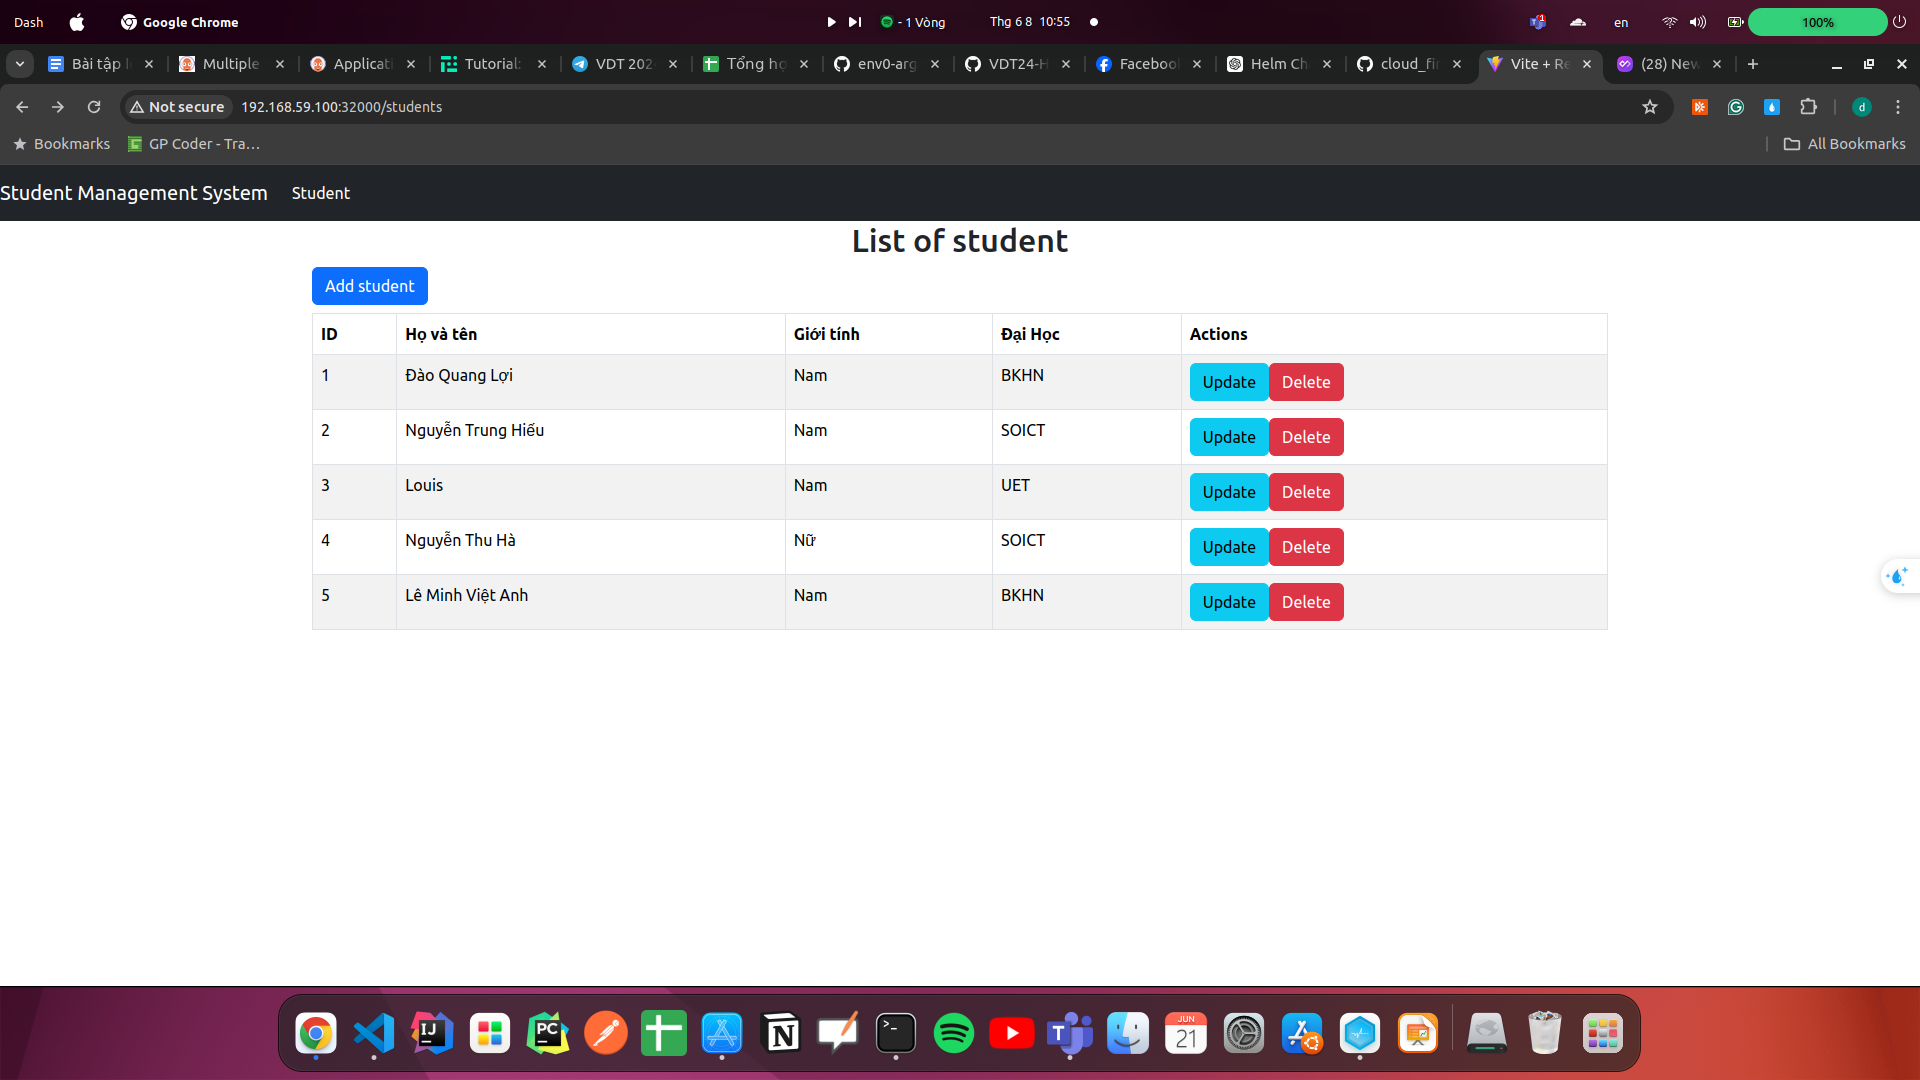 Dash Google Chrome - 1 Vòng Thg 6 8 10:55 1 en 100%
Bài tập Multiple Applicati Tutorial: VDT 202 Tổng hợ env0-arg VDT24-H Facebook Helm Ch cloud_fir Vite + Re (28) New
Not secure 192.168.59.100:32000/students d
Bookmarks GP Coder - Tra… All Bookmarks
Student Management System Student
List of student
Add student
ID Họ và tên Giới tính Đại Học Actions
1 Đào Quang Lợi Nam BKHN Update Delete
2 Nguyễn Trung Hiếu Nam SOICT Update Delete
3 Louis Nam UET Update Delete
4 Nguyễn Thu Hà Nữ SOICT Update Delete
5 Lê Minh Việt Anh Nam BKHN Update Delete
IJ PC N >_ T JUN 21